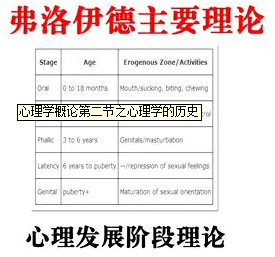 弗洛伊德主要理论
Stage Age Erogenous Zone/Activities
Oral 0 to 18 months Mouth/sucking, biting, chewing
心理学概论第二节之心理学的历史
Phallic 3 to 6 years Genitals/masturbation
Latency 6 years to puberty ~/repression of sexual feelings
Genital puberty+ Maturation of sexual orientation
心理发展阶段理论